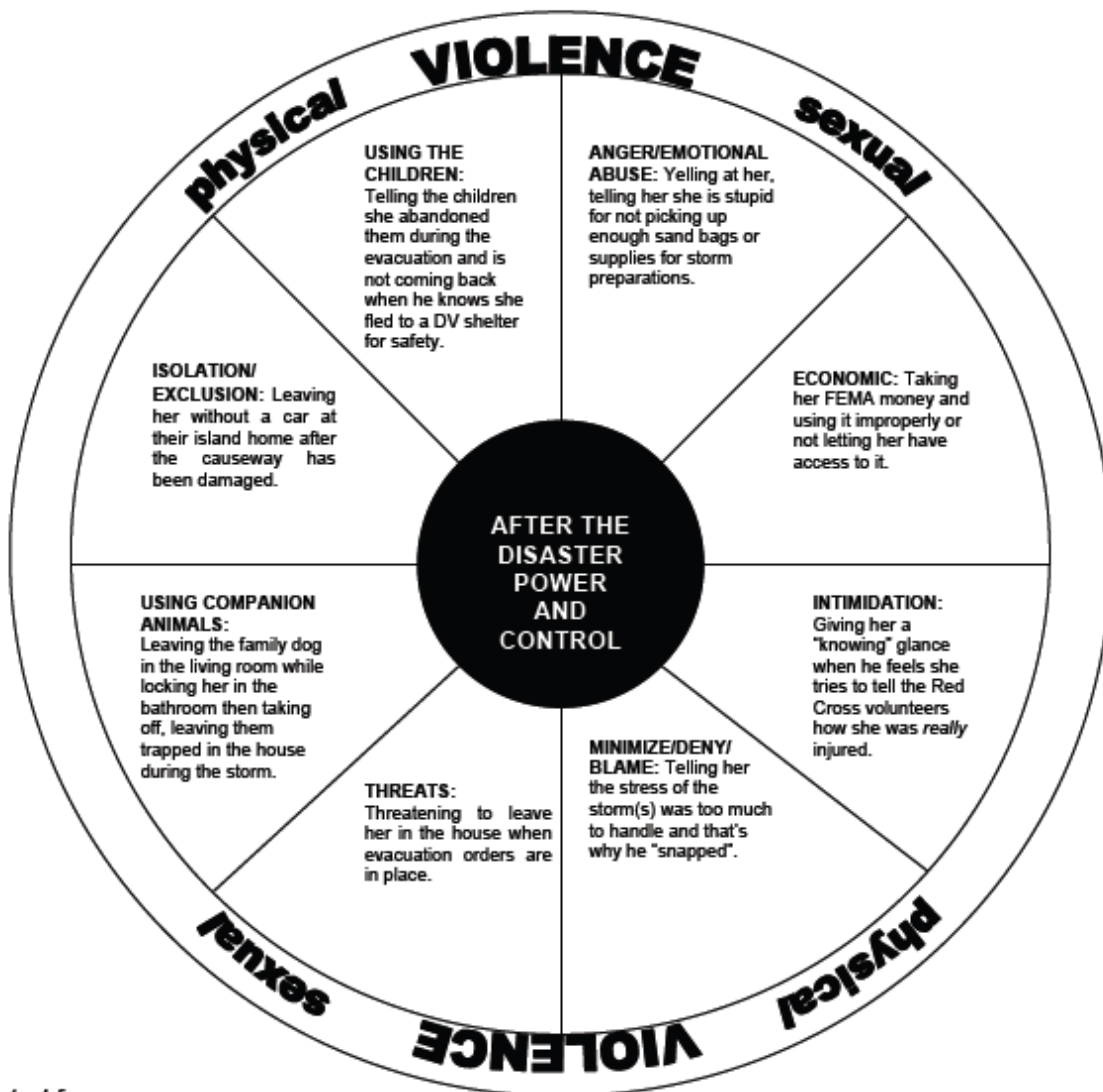 physical VIOLENCE sexual
USING THE
CHILDREN:
Telling the children
she abandoned
them during the
evacuation and is
not coming back
when he knows she
fled to a DV shelter
for safety.
ANGER/EMOTIONAL
ABUSE: Yelling at her,
telling her she is stupid
for not picking up
enough sand bags or
supplies for storm
preparations.
ISOLATION/
EXCLUSION: Leaving
her without a car at
their island home after
the causeway has
been damaged.
ECONOMIC: Taking
her FEMA money and
using it improperly or
not letting her have
access to it.
AFTER THE
DISASTER
POWER
AND
CONTROL
USING COMPANION
ANIMALS:
Leaving the family dog
in the living room while
locking her in the
bathroom then taking
off, leaving them
trapped in the house
during the storm.
INTIMIDATION:
Giving her a
"knowing" glance
when he feels she
tries to tell the Red
Cross volunteers
how she was really
injured.
THREATS:
Threatening to leave
her in the house when
evacuation orders are
in place.
MINIMIZE/DENY/
BLAME: Telling her
the stress of the
storm(s) was too much
to handle and that's
why he "snapped".
physical VIOLENCE sexual